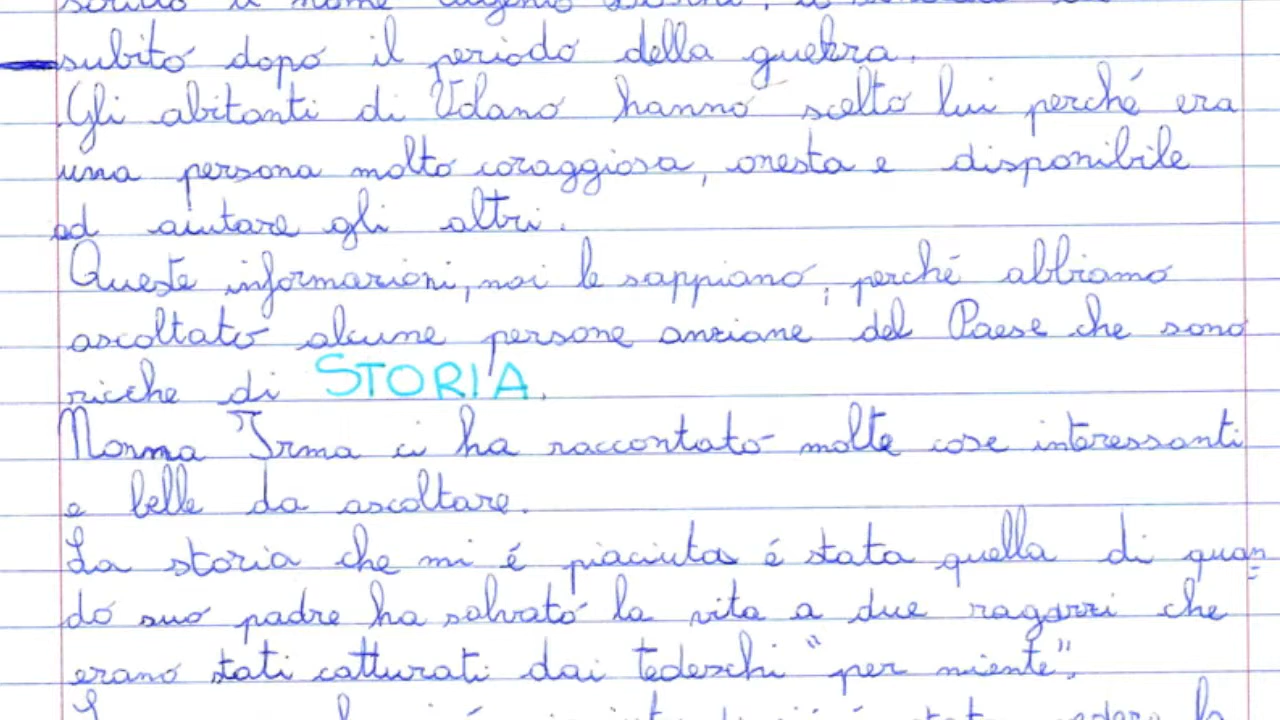 subito dopo il periodo della guerra.
Gli abitanti di Udano hanno scelto lui perché era
una persona molto coraggiosa, onesta e disponibile
ad aiutare gli altri.
Queste informazioni, noi le sappiano, perché abbiamo
ascoltato alcune persone anziane del Paese che sono
ricche di STORIA.
Nonna Irma ci ha raccontato molte cose interessanti
e belle da ascoltare.
La storia che mi é piaciuta é stata quella di quan=
do suo padre ha salvato la vita a due ragazzi che
erano stati catturati dai tedeschi "per niente".